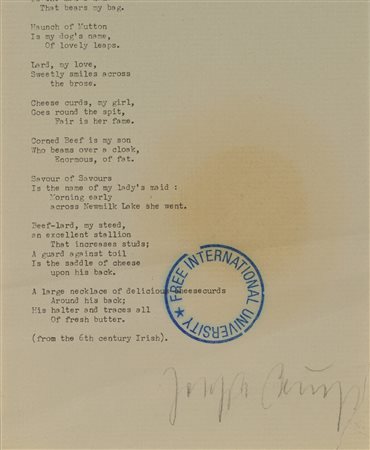 That bears my bag.
Haunch of Mutton
Is my dog's name,
Of lovely leaps.
Lard, my love,
Sweetly smiles across
the brose.
Cheese curds, my girl,
Goes round the spit,
Fair is her fame.
Corned Beef is my son
Who beams over a cloak,
Enormous, of fat.
Savour of Savours
Is the name of my lady's maid :
Morning early
across Newmilk Lake she went.
Beef-lard, my steed,
an excellent stallion
That increases studs;
A guard against toil
Is the saddle of cheese
upon his back.
A large necklace of delicious cheesecurds
Around his back;
His halter and traces all
Of fresh butter.
(from the 6th century Irish).
FREE INTERNATIONAL UNIVERSITY ★